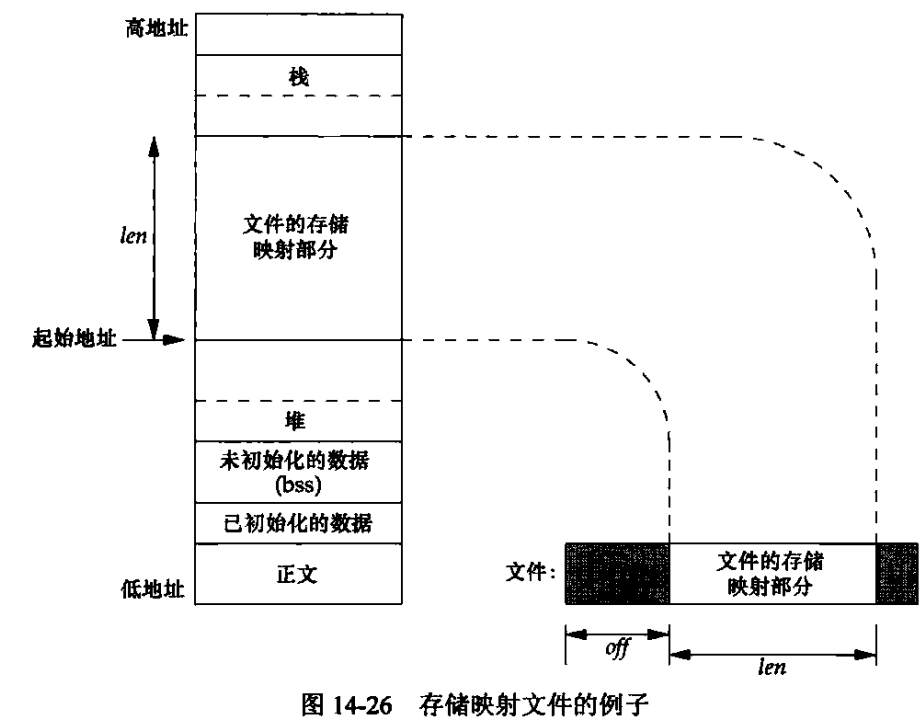 高地址
栈
len
文件的存储
映射部分
起始地址
堆
未初始化的数据
(bss)
已初始化的数据
正文
低地址
文件:
文件的存储
映射部分
off
len
图 14-26 存储映射文件的例子